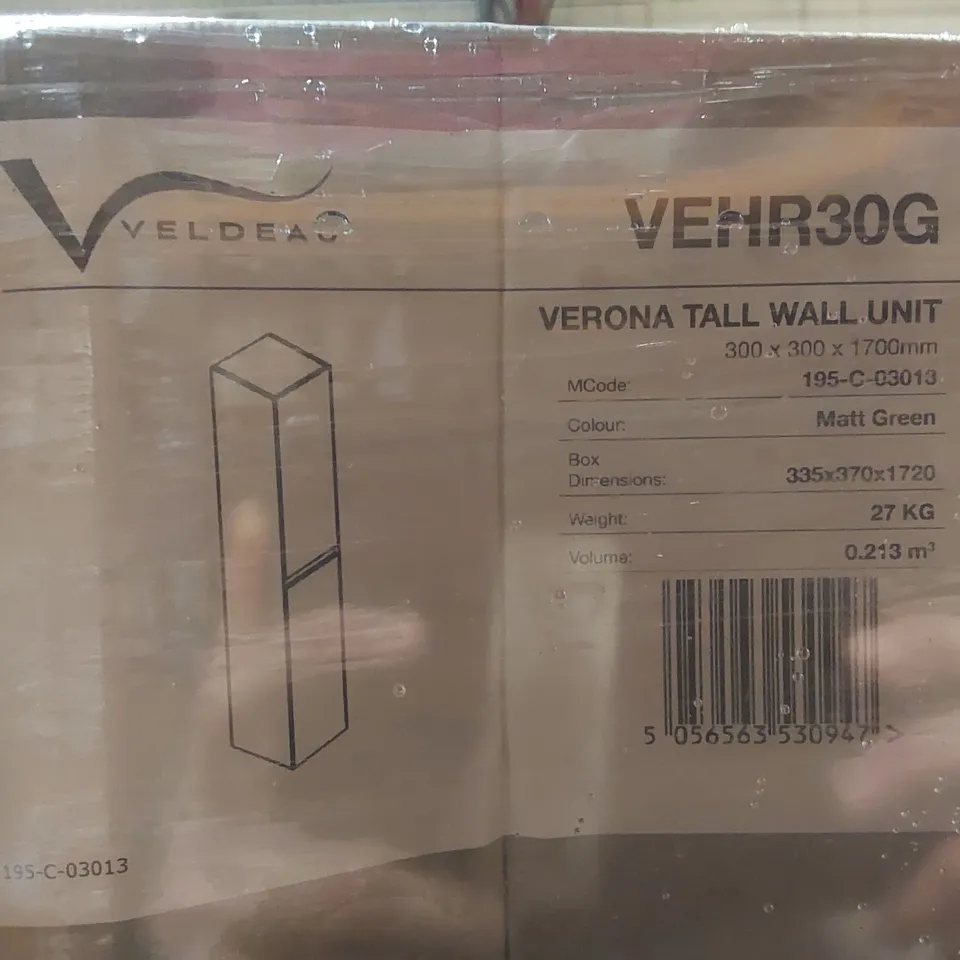 VELDEAU
VEHR30G
VERONA TALL WALL UNIT
300 x 300 x 1700mm
MCode: 195-C-03013
Colour: Matt Green
Box
Dimensions: 335x370x1720
Weight: 27 KG
Volume: 0.213 m³
5 056563 530947 >
195-C-03013